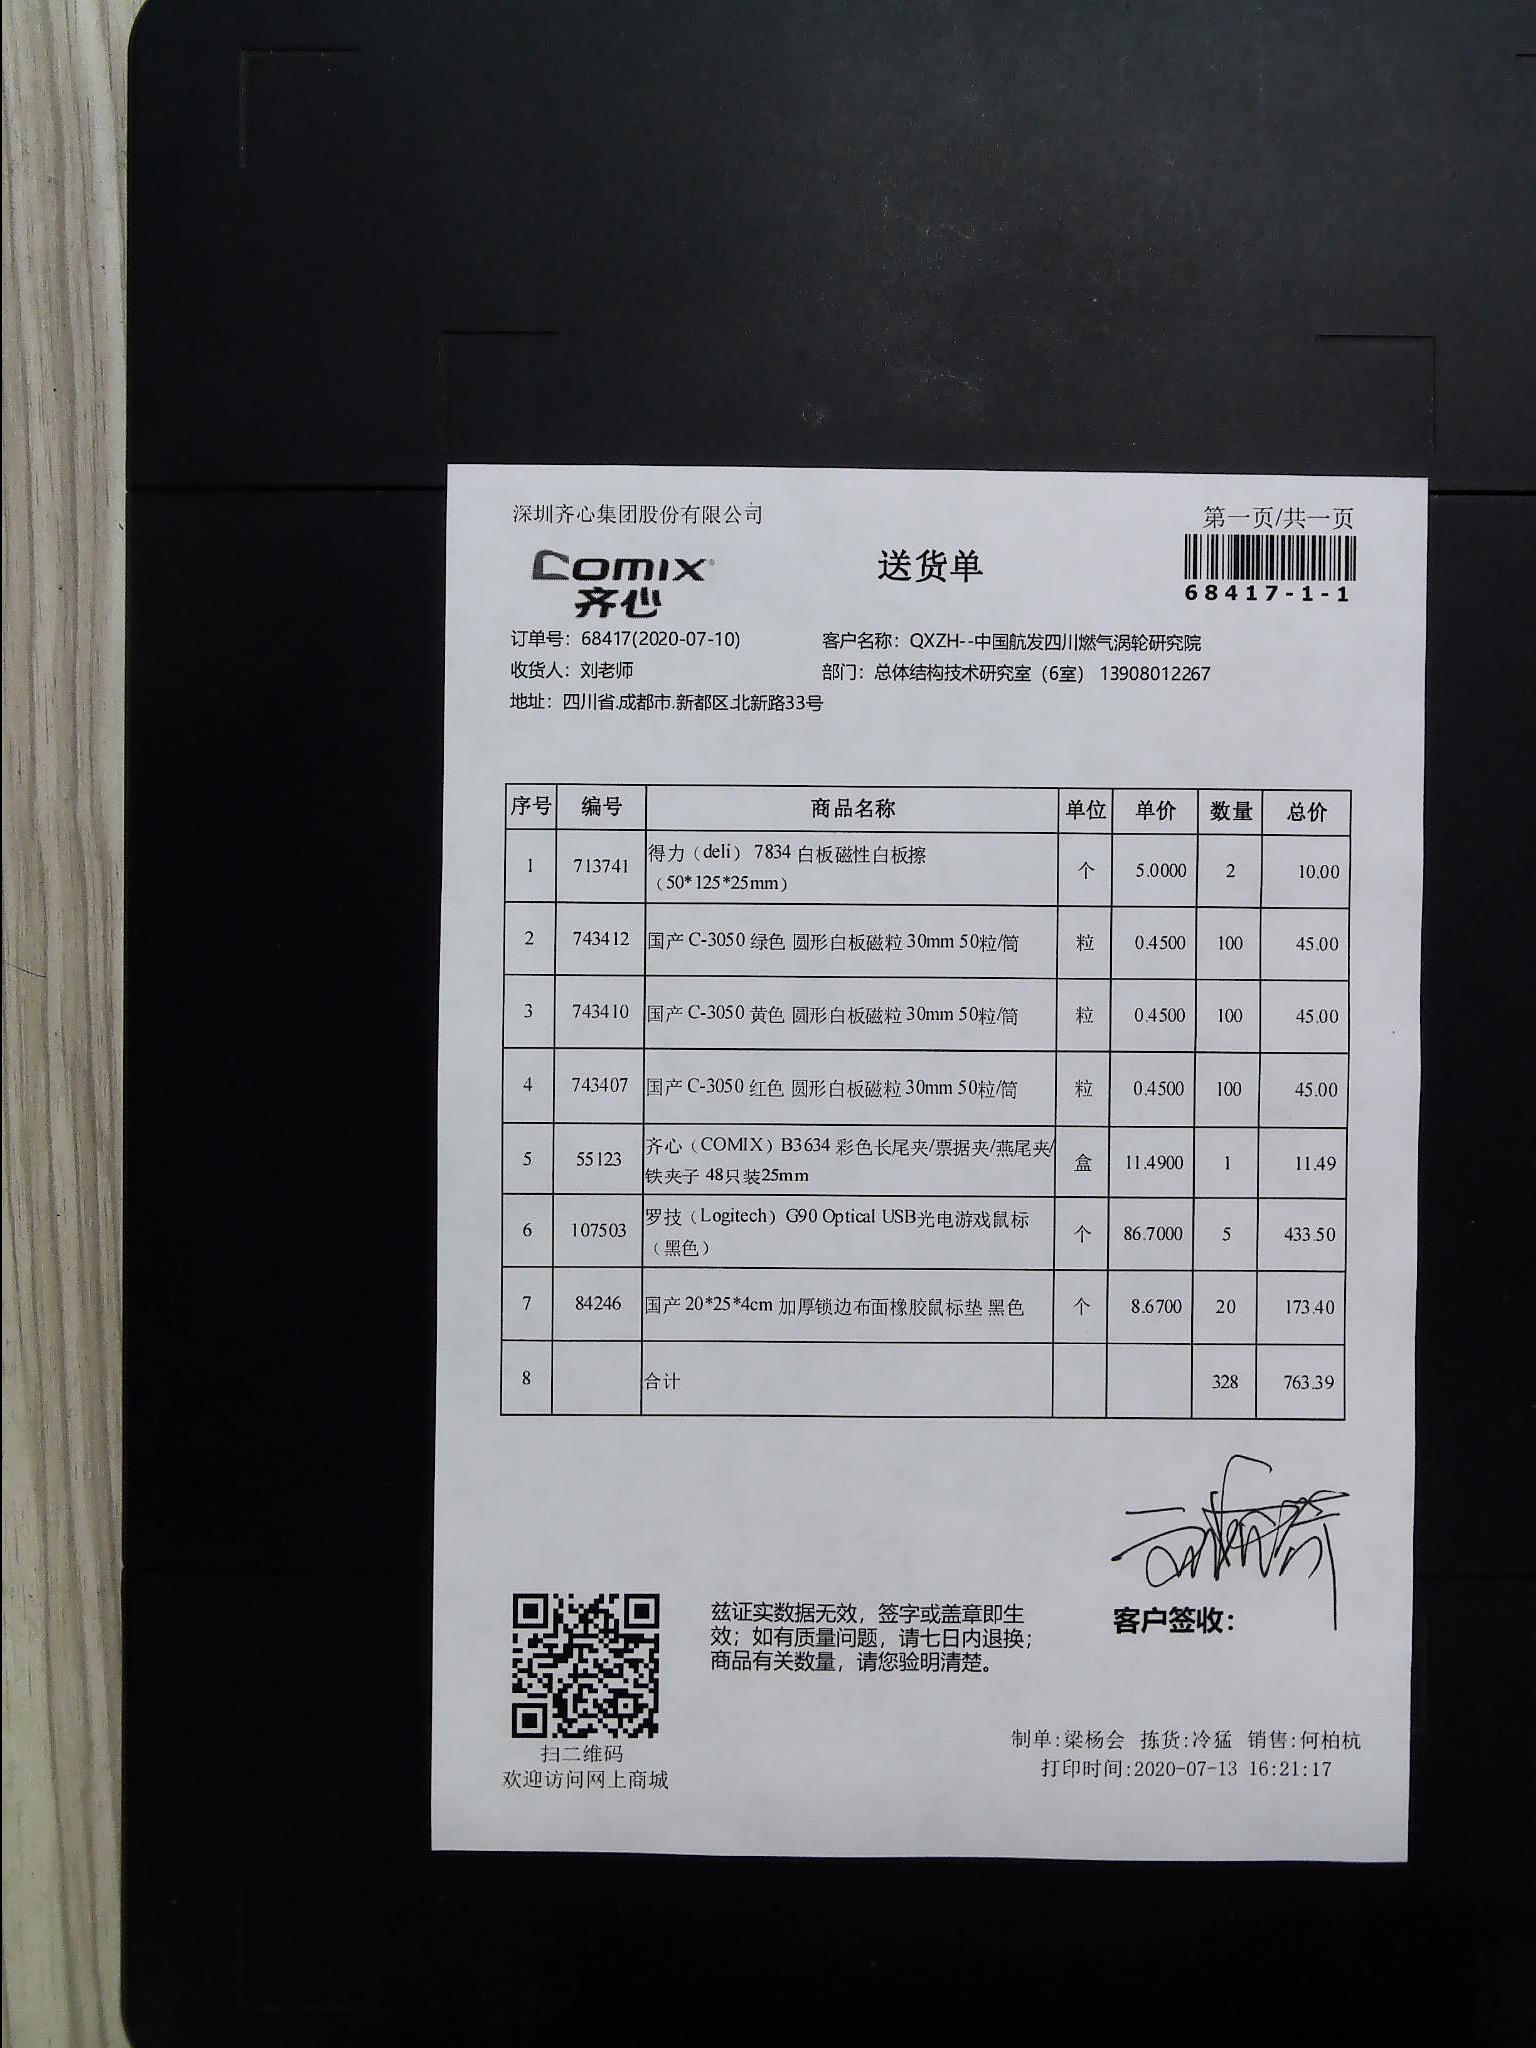 深圳齐心集团股份有限公司
第一页/共一页
COMIX
齐心
送货单
68417-1-1
订单号：68417(2020-07-10) 客户名称：QXZH--中国航发四川燃气涡轮研究院
收货人：刘老师 部门：总体结构技术研究室（6室） 13908012267
地址：四川省.成都市.新都区.北新路33号
序号 编号 商品名称 单位 单价 数量 总价
1 713741 得力（deli） 7834 白板磁性白板擦 个 5.0000 2 10.00
（50*125*25mm）
2 743412 国产 C-3050 绿色 圆形白板磁粒 30mm 50粒/筒 粒 0.4500 100 45.00
3 743410 国产 C-3050 黄色 圆形白板磁粒 30mm 50粒/筒 粒 0.4500 100 45.00
4 743407 国产 C-3050 红色 圆形白板磁粒 30mm 50粒/筒 粒 0.4500 100 45.00
5 55123 齐心（COMIX）B3634 彩色长尾夹/票据夹/燕尾夹/ 盒 11.4900 1 11.49
铁夹子 48只装25mm
6 107503 罗技（Logitech）G90 Optical USB光电游戏鼠标 个 86.7000 5 433.50
（黑色）
7 84246 国产 20*25*4cm 加厚锁边布面橡胶鼠标垫 黑色 个 8.6700 20 173.40
8 合计 328 763.39
兹证实数据无效，签字或盖章即生
效；如有质量问题，请七日内退换；
商品有关数量，请您验明清楚。
客户签收：
扫二维码
欢迎访问网上商城
制单:梁杨会 拣货:冷猛 销售:何柏杭
打印时间:2020-07-13 16:21:17